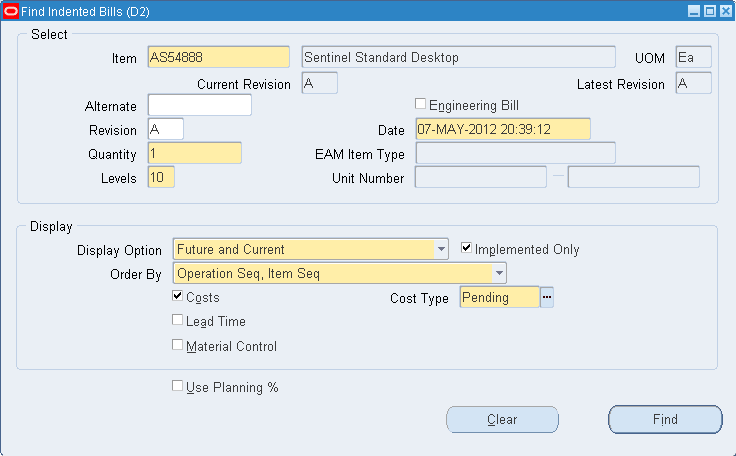 Find Indented Bills (D2)
Select
Item AS54888 Sentinel Standard Desktop UOM Ea
Current Revision A Latest Revision A
Alternate Engineering Bill
Revision A Date 07-MAY-2012 20:39:12
Quantity 1 EAM Item Type
Levels 10 Unit Number —
Display
Display Option Future and Current Implemented Only
Order By Operation Seq, Item Seq
Costs Cost Type Pending ...
Lead Time
Material Control
Use Planning %
Clear Find